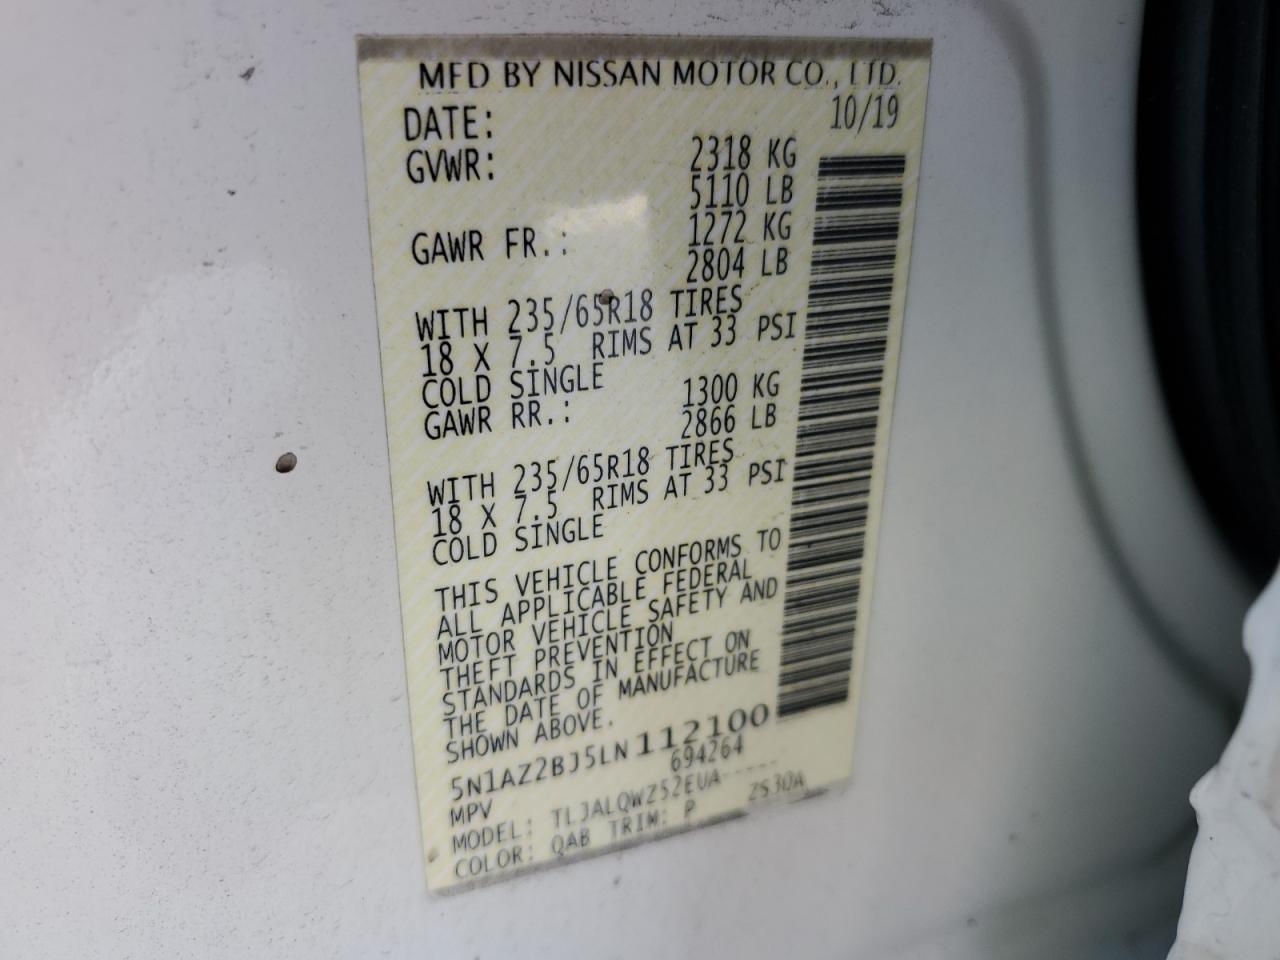 MFD BY NISSAN MOTOR CO., LTD.
DATE: 10/19
GVWR: 2318 KG
5110 LB
GAWR FR.: 1272 KG
2804 LB
WITH 235/65R18 TIRES
18 X 7.5 RIMS AT 33 PSI
COLD SINGLE
GAWR RR.: 1300 KG
2866 LB
WITH 235/65R18 TIRES
18 X 7.5 RIMS AT 33 PSI
COLD SINGLE
THIS VEHICLE CONFORMS TO
ALL APPLICABLE FEDERAL
MOTOR VEHICLE SAFETY AND
THEFT PREVENTION
STANDARDS IN EFFECT ON
THE DATE OF MANUFACTURE
SHOWN ABOVE.
5N1AZ2BJ5LN112100
MPV 694264
MODEL: TLJALQWZ52EUA-----
COLOR: QAB TRIM: P ZS30A